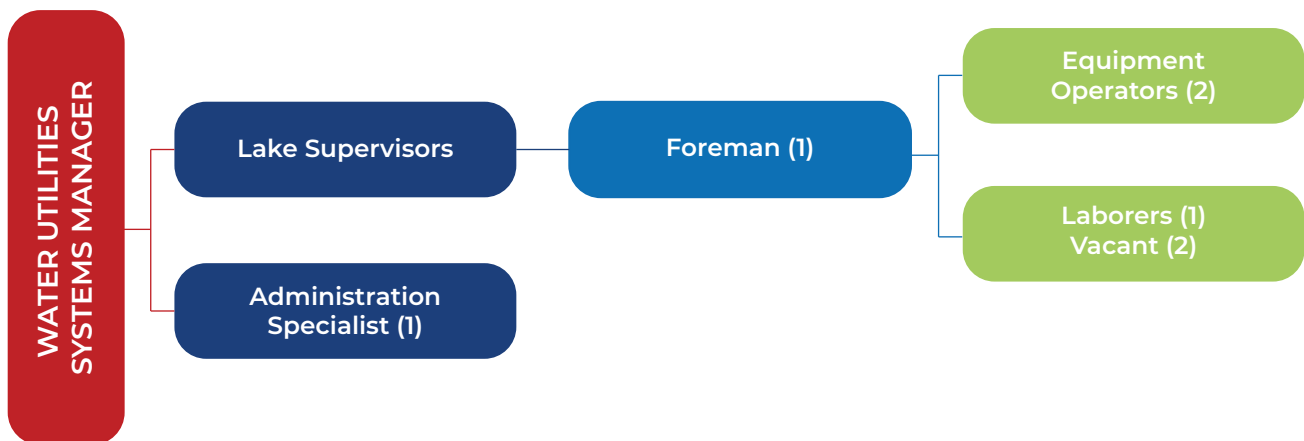 WATER UTILITIES
SYSTEMS MANAGER
Lake Supervisors
Administration
Specialist (1)
Foreman (1)
Equipment
Operators (2)
Laborers (1)
Vacant (2)